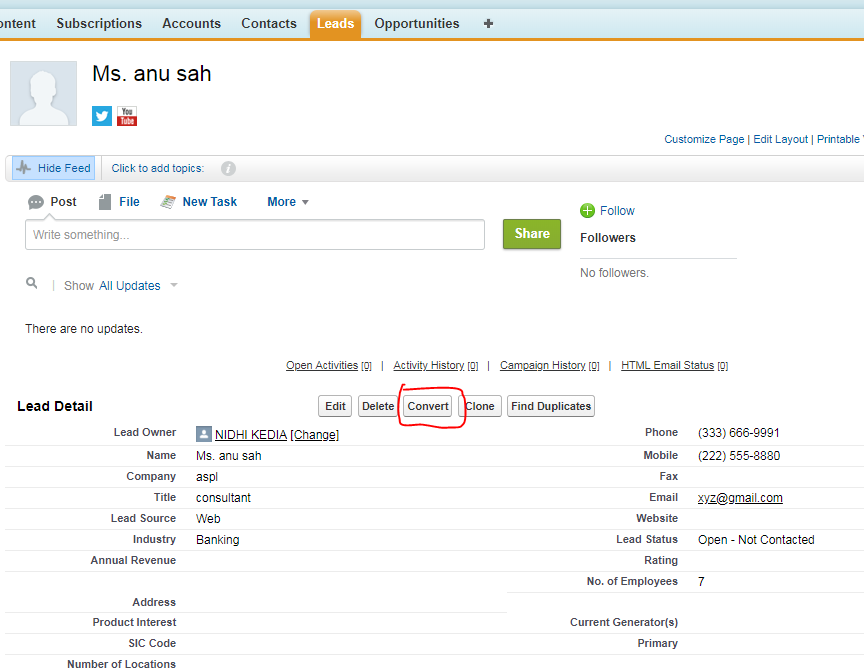 ontent Subscriptions Accounts Contacts Leads Opportunities +
Ms. anu sah
You Tube
Customize Page | Edit Layout | Printable V
Hide Feed Click to add topics: i
Post File New Task More
Follow
Write something... Share
Followers
No followers.
Show All Updates
There are no updates.
Open Activities [0] | Activity History [0] | Campaign History [0] | HTML Email Status [0]
Lead Detail Edit Delete Convert Clone Find Duplicates
Lead Owner NIDHI KEDIA [Change] Phone (333) 666-9991
Name Ms. anu sah Mobile (222) 555-8880
Company aspl Fax
Title consultant Email xyz@gmail.com
Lead Source Web Website
Industry Banking Lead Status Open - Not Contacted
Annual Revenue Rating
No. of Employees 7
Address
Product Interest Current Generator(s)
SIC Code Primary
Number of Locations